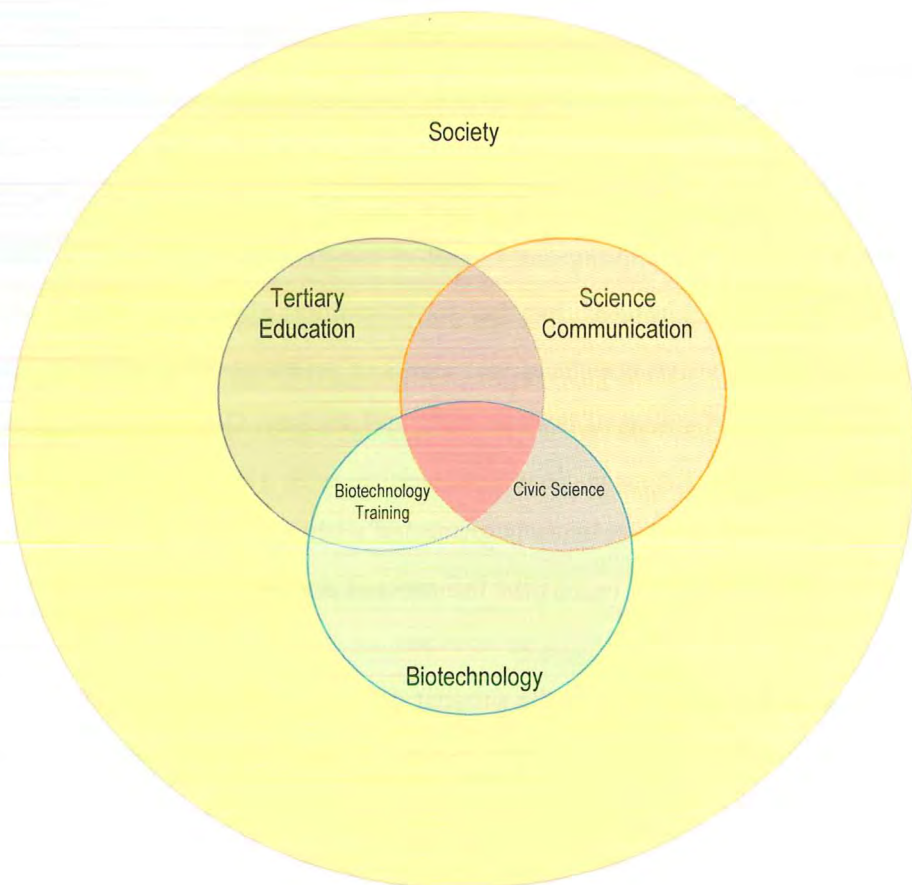 Society
Tertiary
Education
Science
Communication
Biotechnology
Training
Civic Science
Biotechnology